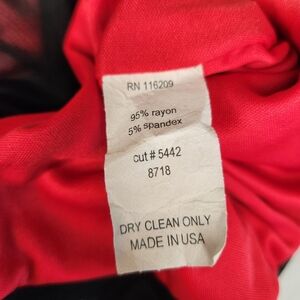 RN 116209
95% rayon
5% spandex
cut # 5442
8718
DRY CLEAN ONLY
MADE IN USA